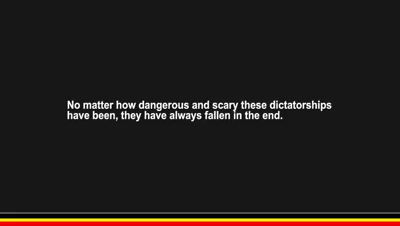 No matter how dangerous and scary these dictatorships
have been, they have always fallen in the end.